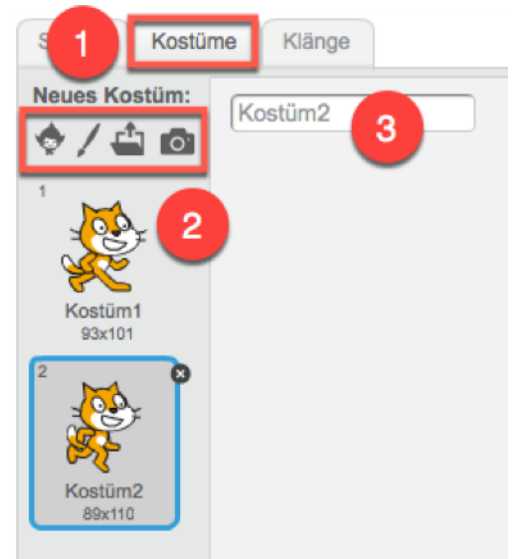 1
Kostüme
Klänge
Neues Kostüm:
Kostüm2
3
1
2
Kostüm1
93x101
2
Kostüm2
89x110